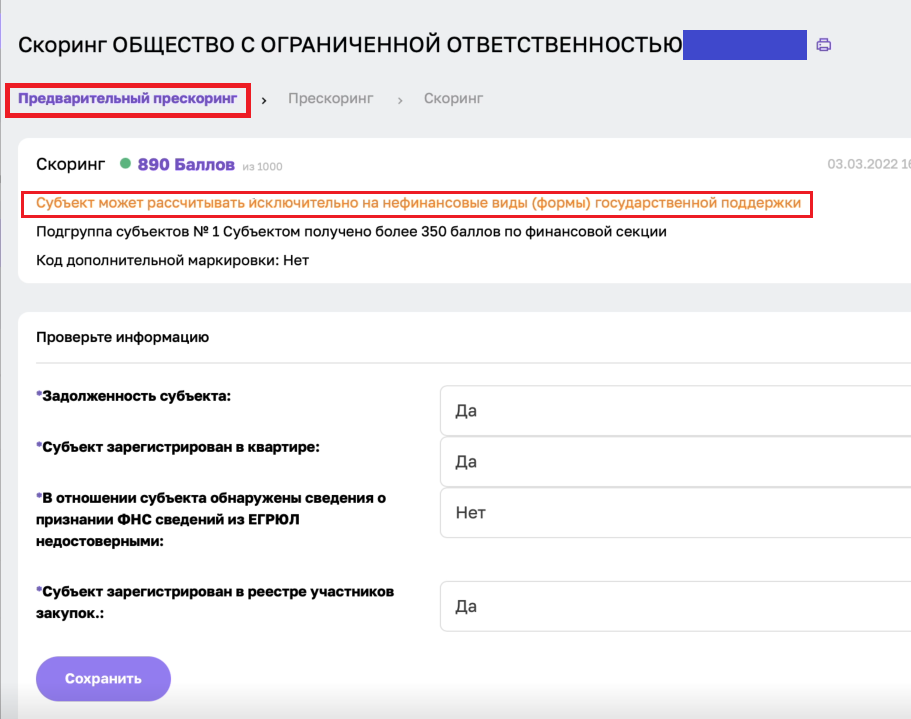 Скоринг ОБЩЕСТВО С ОГРАНИЧЕННОЙ ОТВЕТСТВЕННОСТЬЮ
Предварительный прескоринг > Прескоринг > Скоринг
Скоринг 890 Баллов из 1000
03.03.2022
Субъект может рассчитывать исключительно на нефинансовые виды (формы) государственной поддержки
Подгруппа субъектов № 1 Субъектом получено более 350 баллов по финансовой секции
Код дополнительной маркировки: Нет
Проверьте информацию
*Задолженность субъекта:
Да
*Субъект зарегистрирован в квартире:
Да
*В отношении субъекта обнаружены сведения о
признании ФНС сведений из ЕГРЮЛ
недостоверными:
Нет
*Субъект зарегистрирован в реестре участников
закупок.:
Да
Сохранить